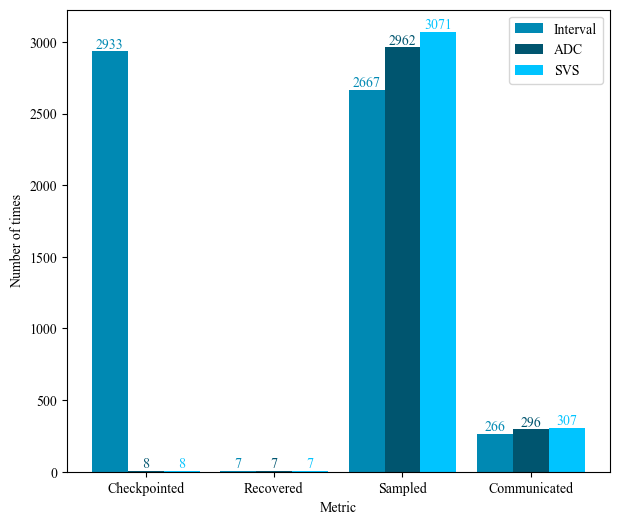 3071
2962
2933
2667
8
8
7
7
7
266
296
307
Interval
ADC
SVS
3000
2500
2000
1500
1000
500
0
Number of times
Checkpointed
Recovered
Sampled
Communicated
Metric